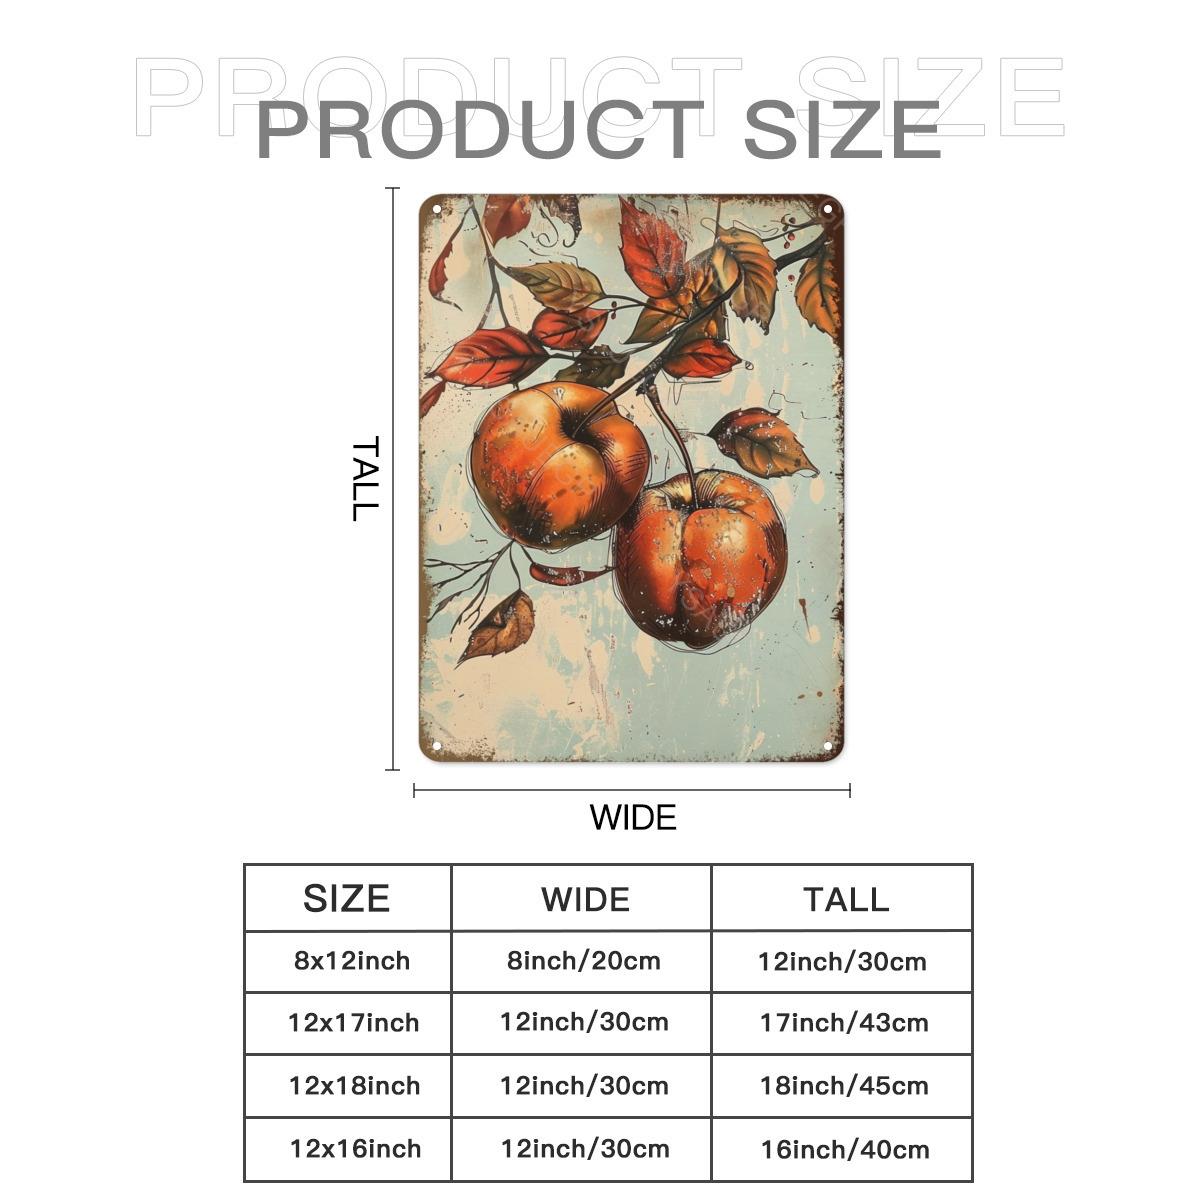 PRODUCT SIZE
PRODUCT SIZE
TALL
WIDE
SIZE WIDE TALL
8x12inch 8inch/20cm 12inch/30cm
12x17inch 12inch/30cm 17inch/43cm
12x18inch 12inch/30cm 18inch/45cm
12x16inch 12inch/30cm 16inch/40cm